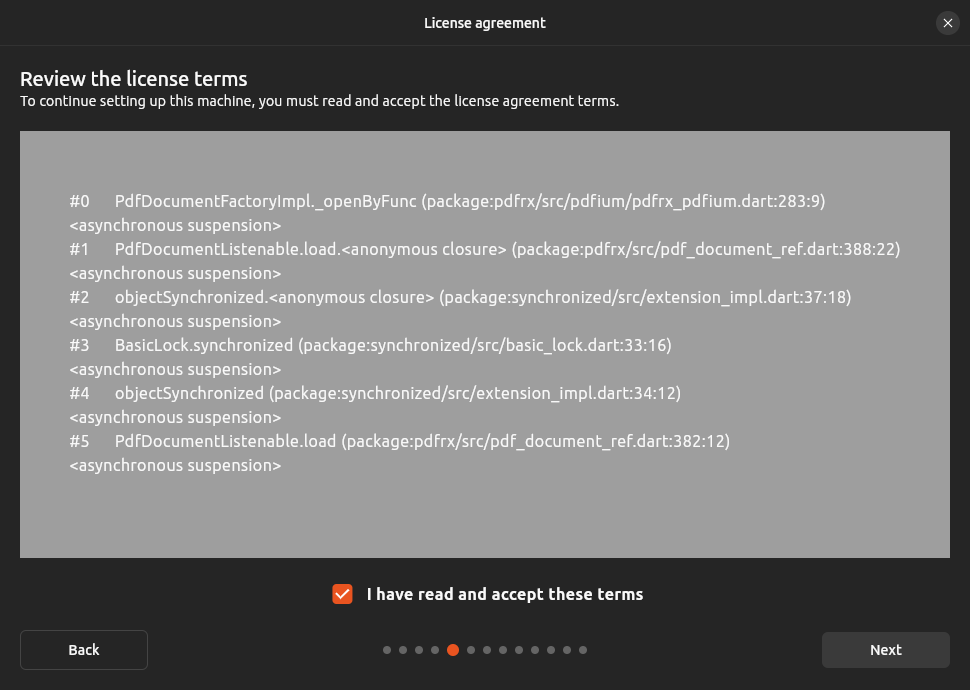 License agreement
Review the license terms
To continue setting up this machine, you must read and accept the license agreement terms.
#0 PdfDocumentFactoryImpl._openByFunc (package:pdfrx/src/pdfium/pdfrx_pdfium.dart:283:9)
<asynchronous suspension>
#1 PdfDocumentListenable.load.<anonymous closure> (package:pdfrx/src/pdf_document_ref.dart:388:22)
<asynchronous suspension>
#2 objectSynchronized.<anonymous closure> (package:synchronized/src/extension_impl.dart:37:18)
<asynchronous suspension>
#3 BasicLock.synchronized (package:synchronized/src/basic_lock.dart:33:16)
<asynchronous suspension>
#4 objectSynchronized (package:synchronized/src/extension_impl.dart:34:12)
<asynchronous suspension>
#5 PdfDocumentListenable.load (package:pdfrx/src/pdf_document_ref.dart:382:12)
<asynchronous suspension>
I have read and accept these terms
Back
Next